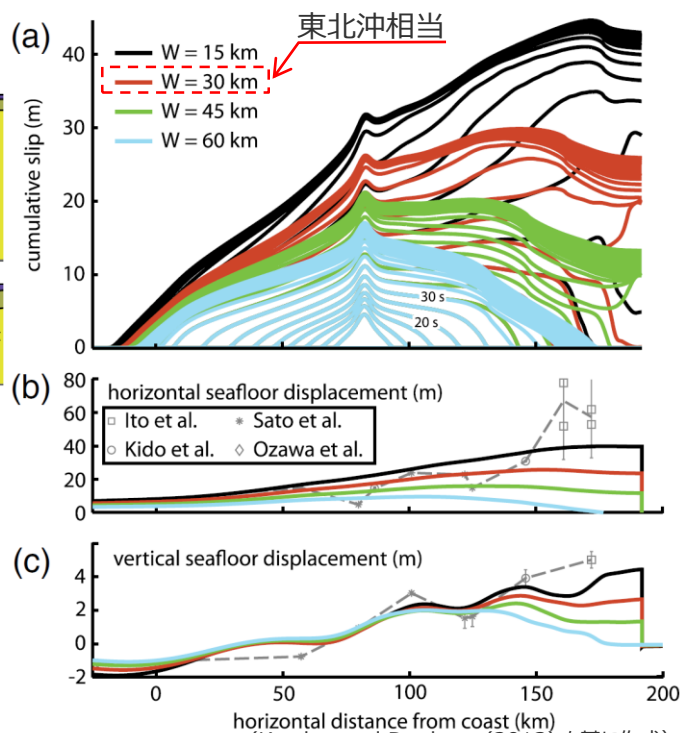 東北沖相当
(a)
W = 15 km
W = 30 km
W = 45 km
W = 60 km
cumulative slip (m)
40
30
20
10
0
30 s
20 s
(b)
horizontal seafloor displacement (m)
Ito et al.
Sato et al.
Kido et al.
Ozawa et al.
80
60
40
20
0
(c)
vertical seafloor displacement (m)
4
2
0
-2
0 50 100 150 200
horizontal distance from coast (km)